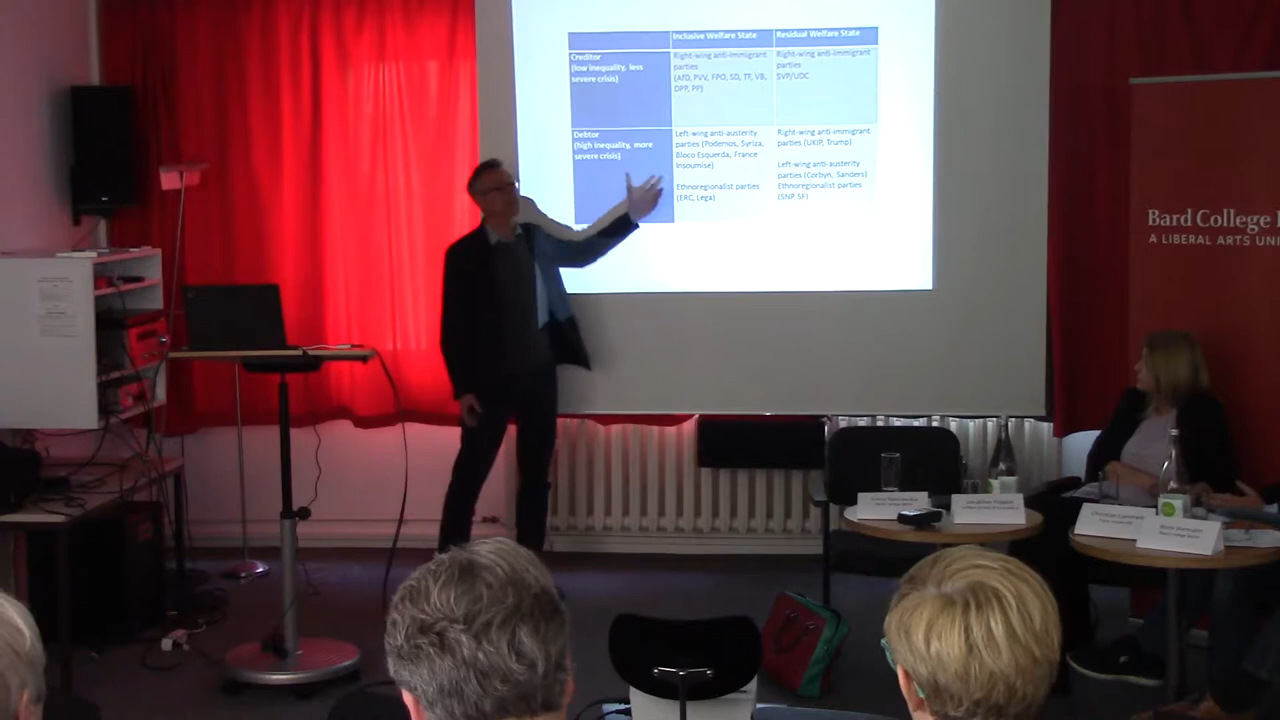 Inclusive Welfare State
Residual Welfare State
Creditor
(low inequality, less
severe crisis)
Right-wing anti-immigrant
parties
(AfD, PVV, FPO, SD, TF, VB,
DPP, PP)
Right-wing anti-immigrant
parties
SVP/UDC
Debtor
(high inequality, more
severe crisis)
Left-wing anti-austerity
parties (Podemos, Syriza,
Bloco Esquerda, France
Insoumise)
Ethnoregionalist parties
(ERC, Lega)
Right-wing anti-immigrant
parties (UKIP, Trump)
Left-wing anti-austerity
parties (Corbyn, Sanders)
Ethnoregionalist parties
(SNP, SF)
Bard College
A LIBERAL ARTS UNI